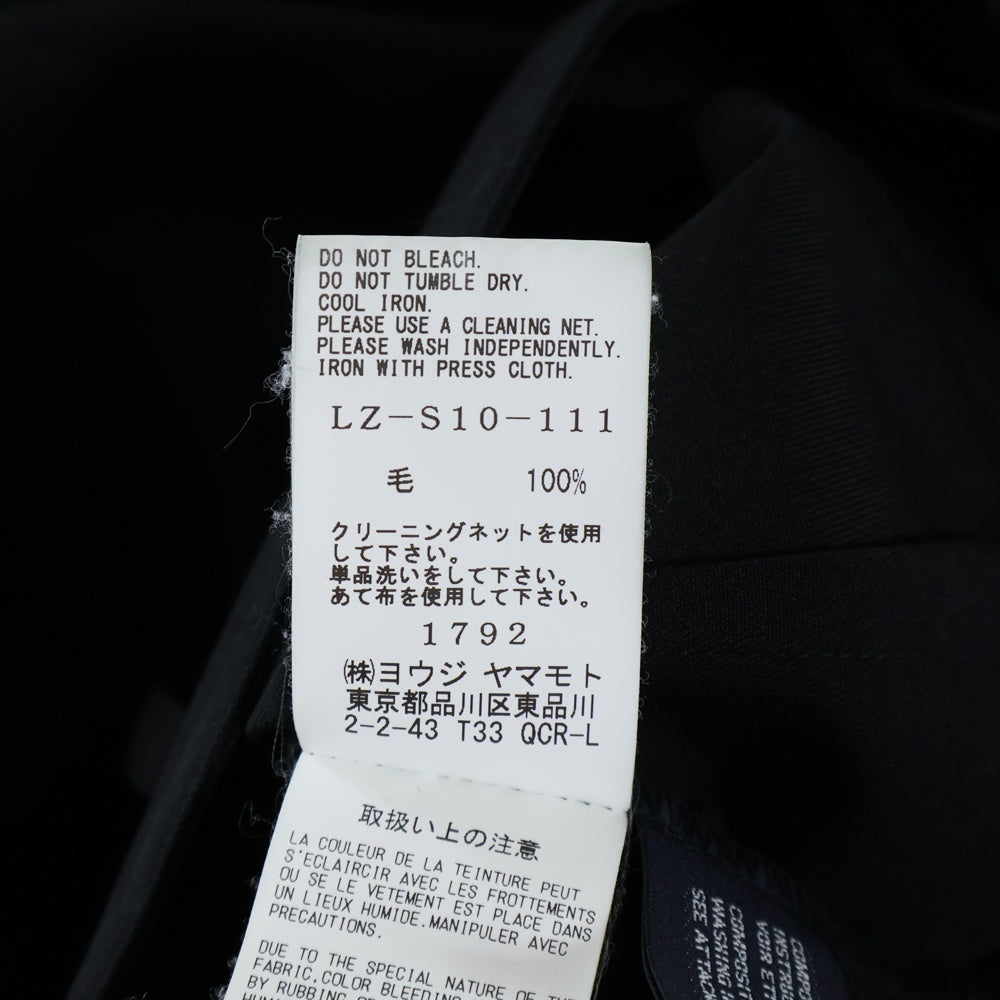 DO NOT BLEACH.
DO NOT TUMBLE DRY.
COOL IRON.
PLEASE USE A CLEANING NET.
PLEASE WASH INDEPENDENTLY.
IRON WITH PRESS CLOTH.
LZ-S10-111
毛 100%
クリーニングネットを使用
して下さい。
単品洗いをして下さい。
あて布を使用して下さい。
1792
㈱ヨウジ ヤマモト
東京都品川区東品川
2-2-43 T33 QCR-L
取扱い上の注意
LA COULEUR DE LA TEINTURE PEUT
S'ECLAIRCIR AVEC LES FROTTEMENTS
OU SE LE VETEMENT EST PLACE DANS
UN LIEUX HUMIDE.MANIPULER AVEC
PRECAUTIONS.
DUE TO THE SPECIAL NATURE OF
FABRIC,COLOR BLEEDING
BY RUBBING
VOIR
SEE